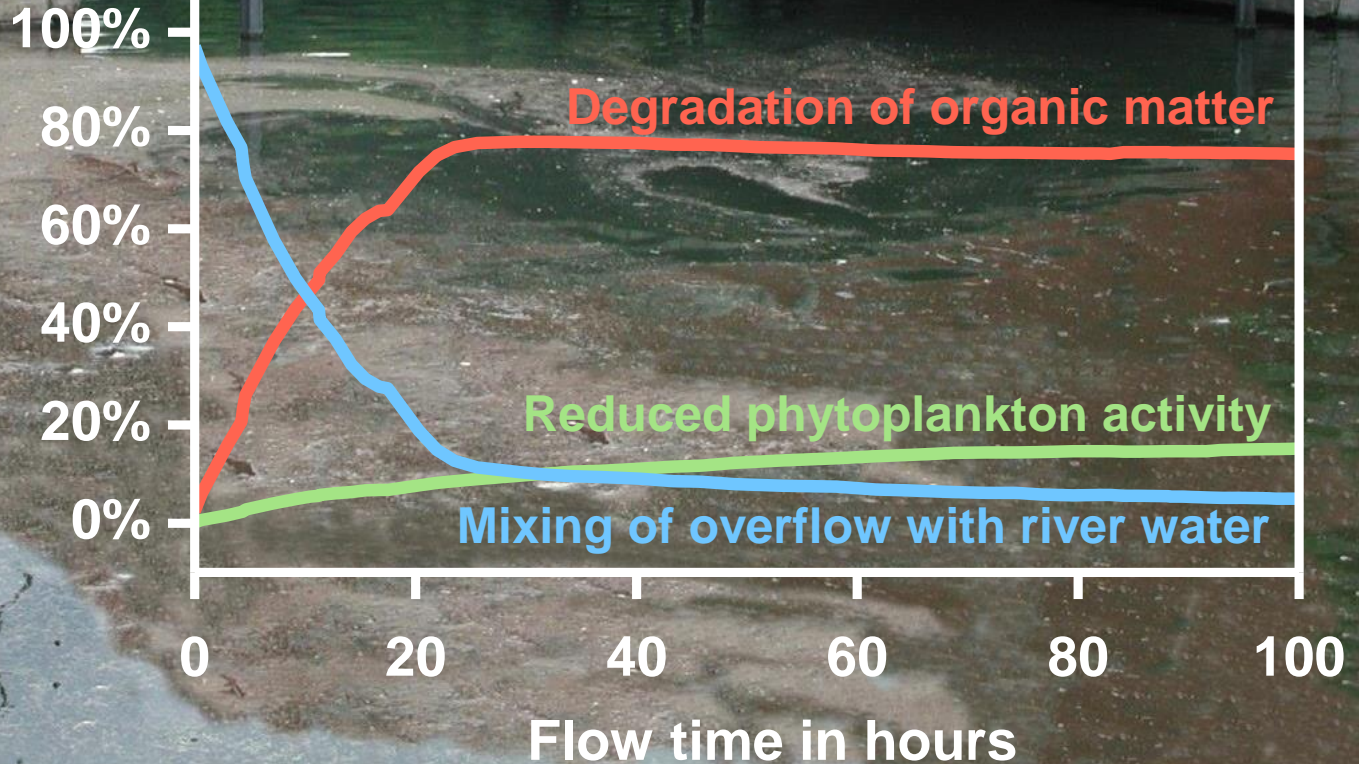 100%
80%
60%
40%
20%
0%
Degradation of organic matter
Reduced phytoplankton activity
Mixing of overflow with river water
0 20 40 60 80 100
Flow time in hours